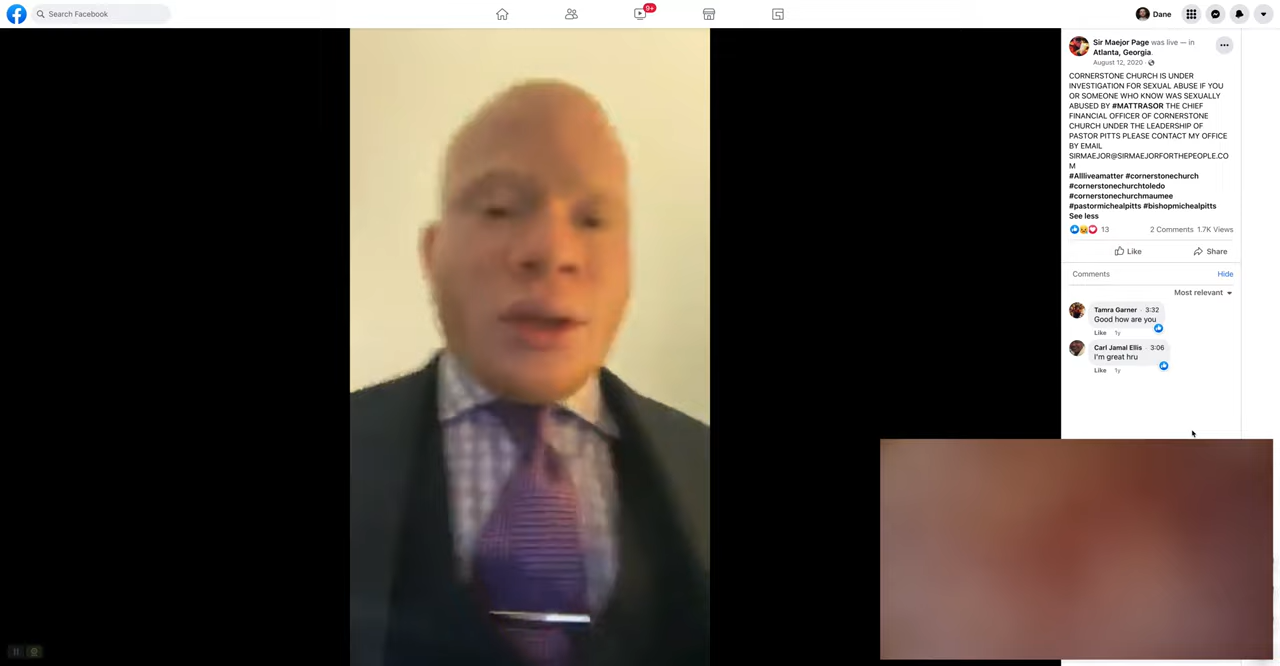 Search Facebook
9+
Dane
Sir Maejor Page was live — in
Atlanta, Georgia.
August 12, 2020 ·
CORNERSTONE CHURCH IS UNDER
INVESTIGATION FOR SEXUAL ABUSE IF YOU
OR SOMEONE WHO KNOW WAS SEXUALLY
ABUSED BY #MATTRASOR THE CHIEF
FINANCIAL OFFICER OF CORNERSTONE
CHURCH UNDER THE LEADERSHIP OF
PASTOR PITTS PLEASE CONTACT MY OFFICE
BY EMAIL
SIRMAEJOR@SIRMAEJORFORTHEPEOPLE.CO
M
#Allliveamatter #cornerstonechurch
#cornerstonechurchtoledo
#cornerstonechurchmaumee
#pastormichealpitts #bishopmichealpitts
See less
13 2 Comments 1.7K Views
Like Share
Comments Hide
Most relevant
Tamra Garner · 3:32
Good how are you
Like 1y
Carl Jamal Ellis · 3:06
I'm great hru
Like 1y